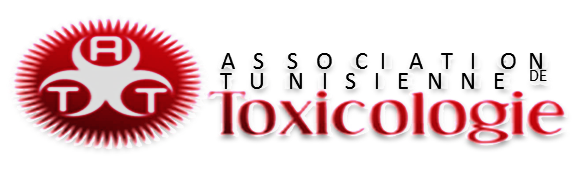 A
T T T
ASSOCIATION
TUNISIENNE DE
Toxicologie